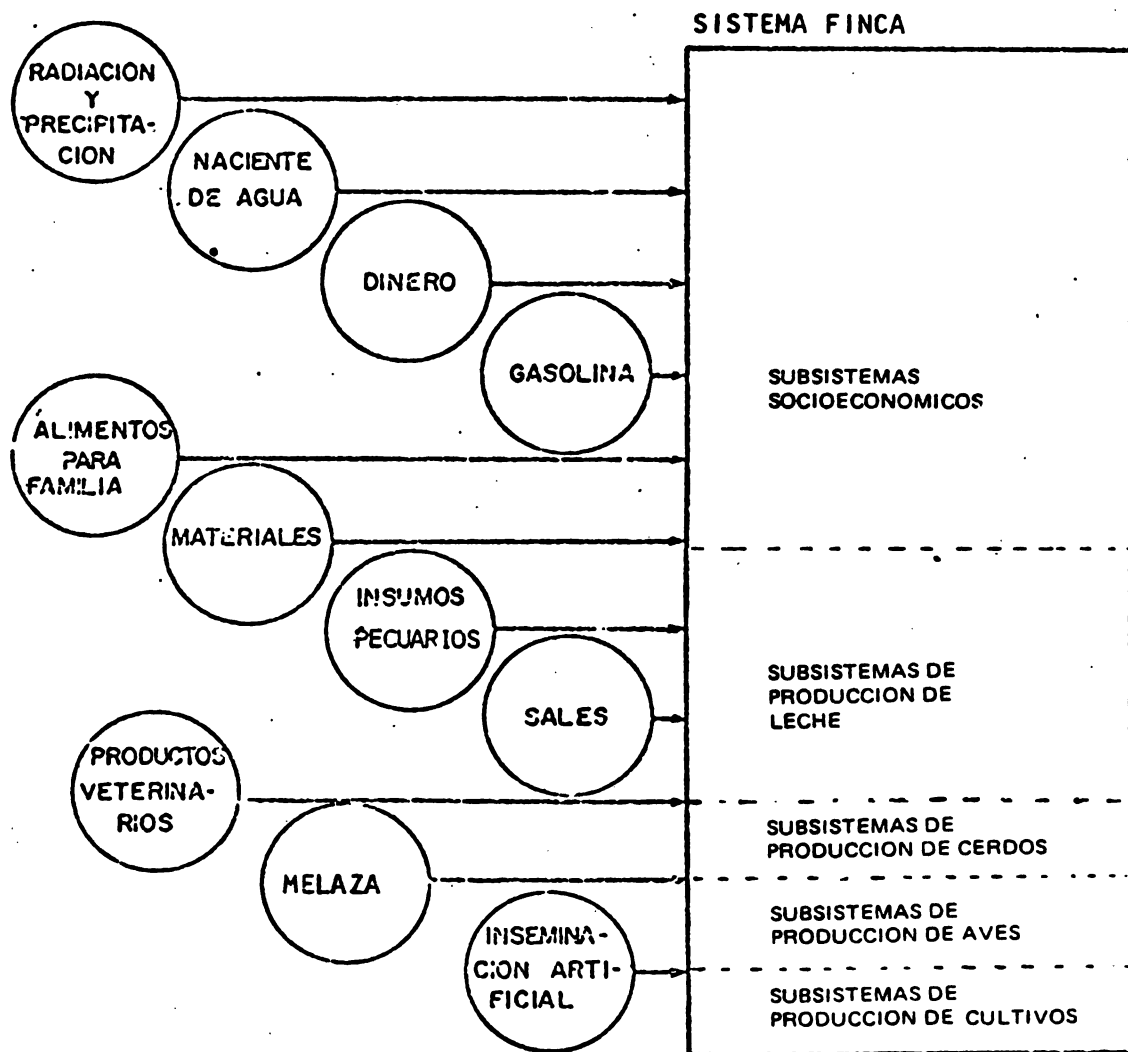 SISTEMA FINCA
RADIACION
Y
PRECIPITA-
CION
NACIENTE
DE AGUA
DINERO
GASOLINA
ALIMENTOS
PARA
FAMILIA
MATERIALES
INSUMOS
PECUARIOS
SALES
PRODUCTOS
VETERINA-
RIOS
MELAZA
INSEMINA-
CION ARTI-
FICIAL
SUBSISTEMAS
SOCIOECONOMICOS
SUBSISTEMAS DE
PRODUCCION DE
LECHE
SUBSISTEMAS DE
PRODUCCION DE CERDOS
SUBSISTEMAS DE
PRODUCCION DE AVES
SUBSISTEMAS DE
PRODUCCION DE CULTIVOS